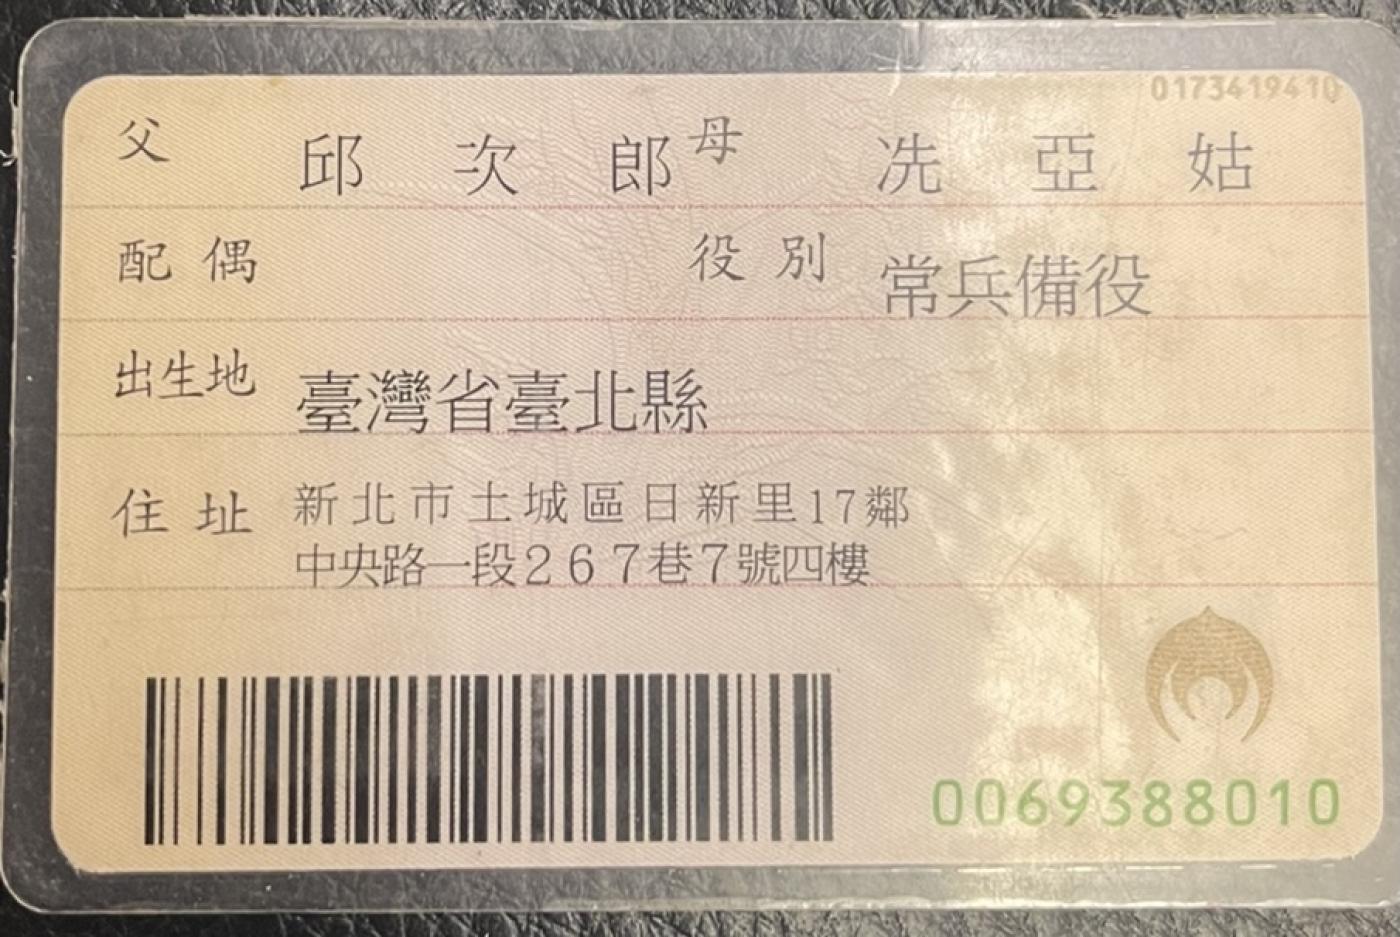 0173419410
父 邱次郎 母 冼亞姑
配偶 役別 常兵備役
出生地 臺灣省臺北縣
住址 新北市土城區日新里17鄰
中央路一段267巷7號四樓
0069388010